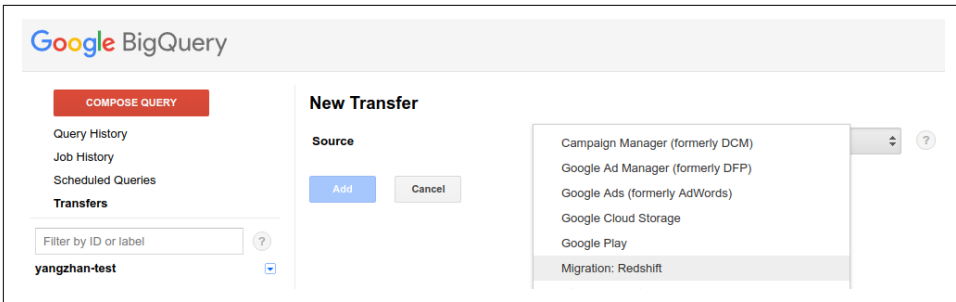 Google BigQuery
COMPOSE QUERY
Query History
Job History
Scheduled Queries
Transfers
Filter by ID or label
?
yangzhan-test
New Transfer
Source
?
Add
Cancel
Campaign Manager (formerly DCM)
Google Ad Manager (formerly DFP)
Google Ads (formerly AdWords)
Google Cloud Storage
Google Play
Migration: Redshift